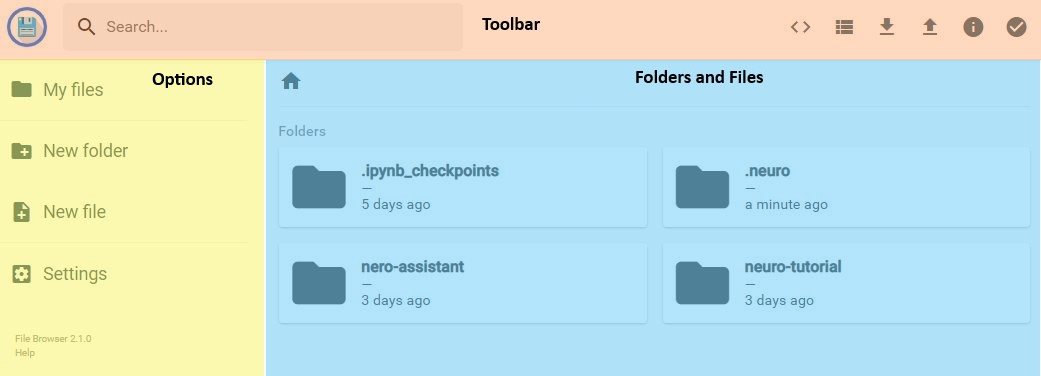 Search...
Toolbar
My files
Options
New folder
New file
Settings
File Browser 2.1.0
Help
Folders and Files
Folders
.ipynb_checkpoints
—
5 days ago
.neuro
—
a minute ago
nero-assistant
—
3 days ago
neuro-tutorial
—
3 days ago